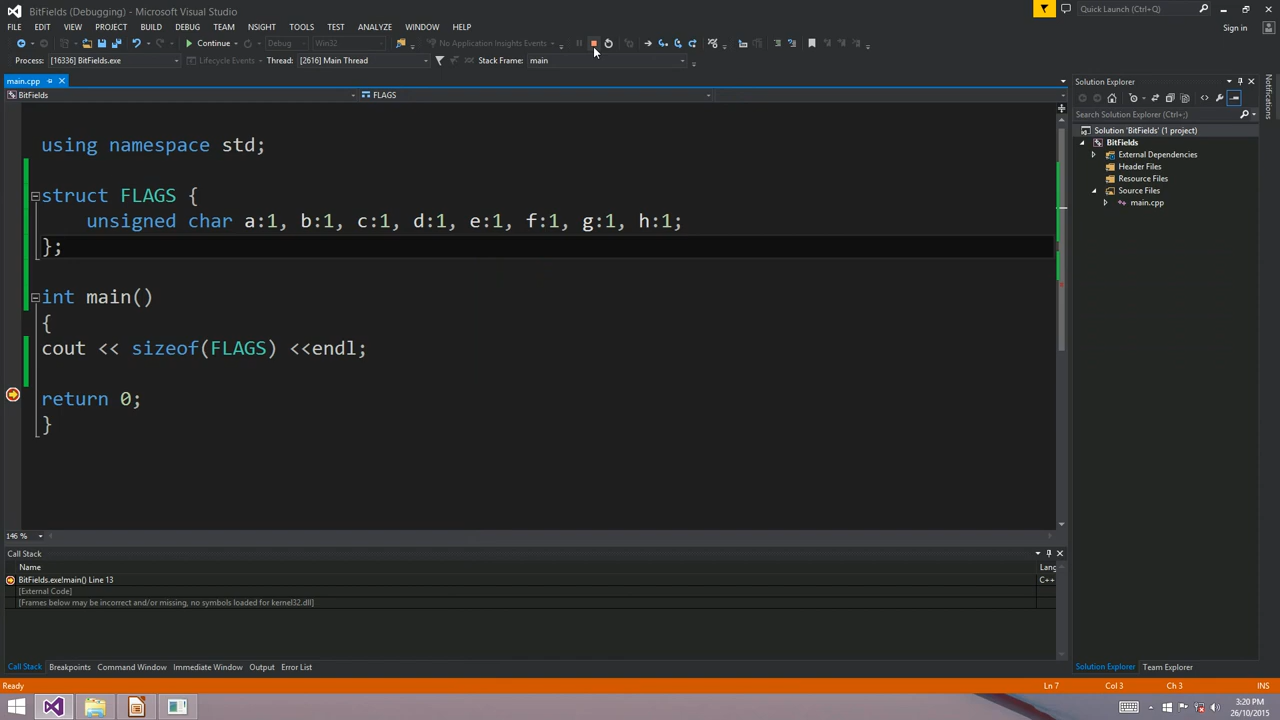 BitFields (Debugging) - Microsoft Visual Studio
Quick Launch (Ctrl+;)
FILE EDIT VIEW PROJECT BUILD DEBUG TEAM NSIGHT TOOLS TEST ANALYZE WINDOW HELP
Sign in
Continue Debug Win32 No Application Insights Events
Process: [16336] BitFields.exe Lifecycle Events Thread: [2616] Main Thread Stack Frame: main
main.cpp
Solution Explorer
BitFields FLAGS
Search Solution Explorer (Ctrl+;)
Solution 'BitFields' (1 project)
BitFields
External Dependencies
Header Files
Resource Files
Source Files
main.cpp
Notifications
using namespace std;
struct FLAGS {
unsigned char a:1, b:1, c:1, d:1, e:1, f:1, g:1, h:1;
};
int main()
{
cout << sizeof(FLAGS) <<endl;
return 0;
}
146 %
Call Stack
Name Lang
BitFields.exe!main() Line 13 C++
[External Code]
[Frames below may be incorrect and/or missing, no symbols loaded for kernel32.dll]
Call Stack Breakpoints Command Window Immediate Window Output Error List
Solution Explorer Team Explorer
Ready Ln 7 Col 3 Ch 3 INS
3:20 PM
26/10/2015